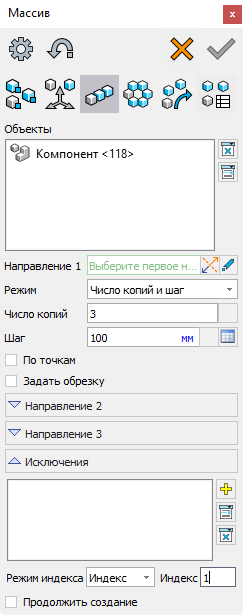 Массив
Объекты
Компонент <118>
Направление 1 Выберите первое н...
Режим Число копий и шаг
Число копий 3
Шаг 100 мм
По точкам
Задать обрезку
Направление 2
Направление 3
Исключения
Режим индекса Индекс Индекс 1
Продолжить создание